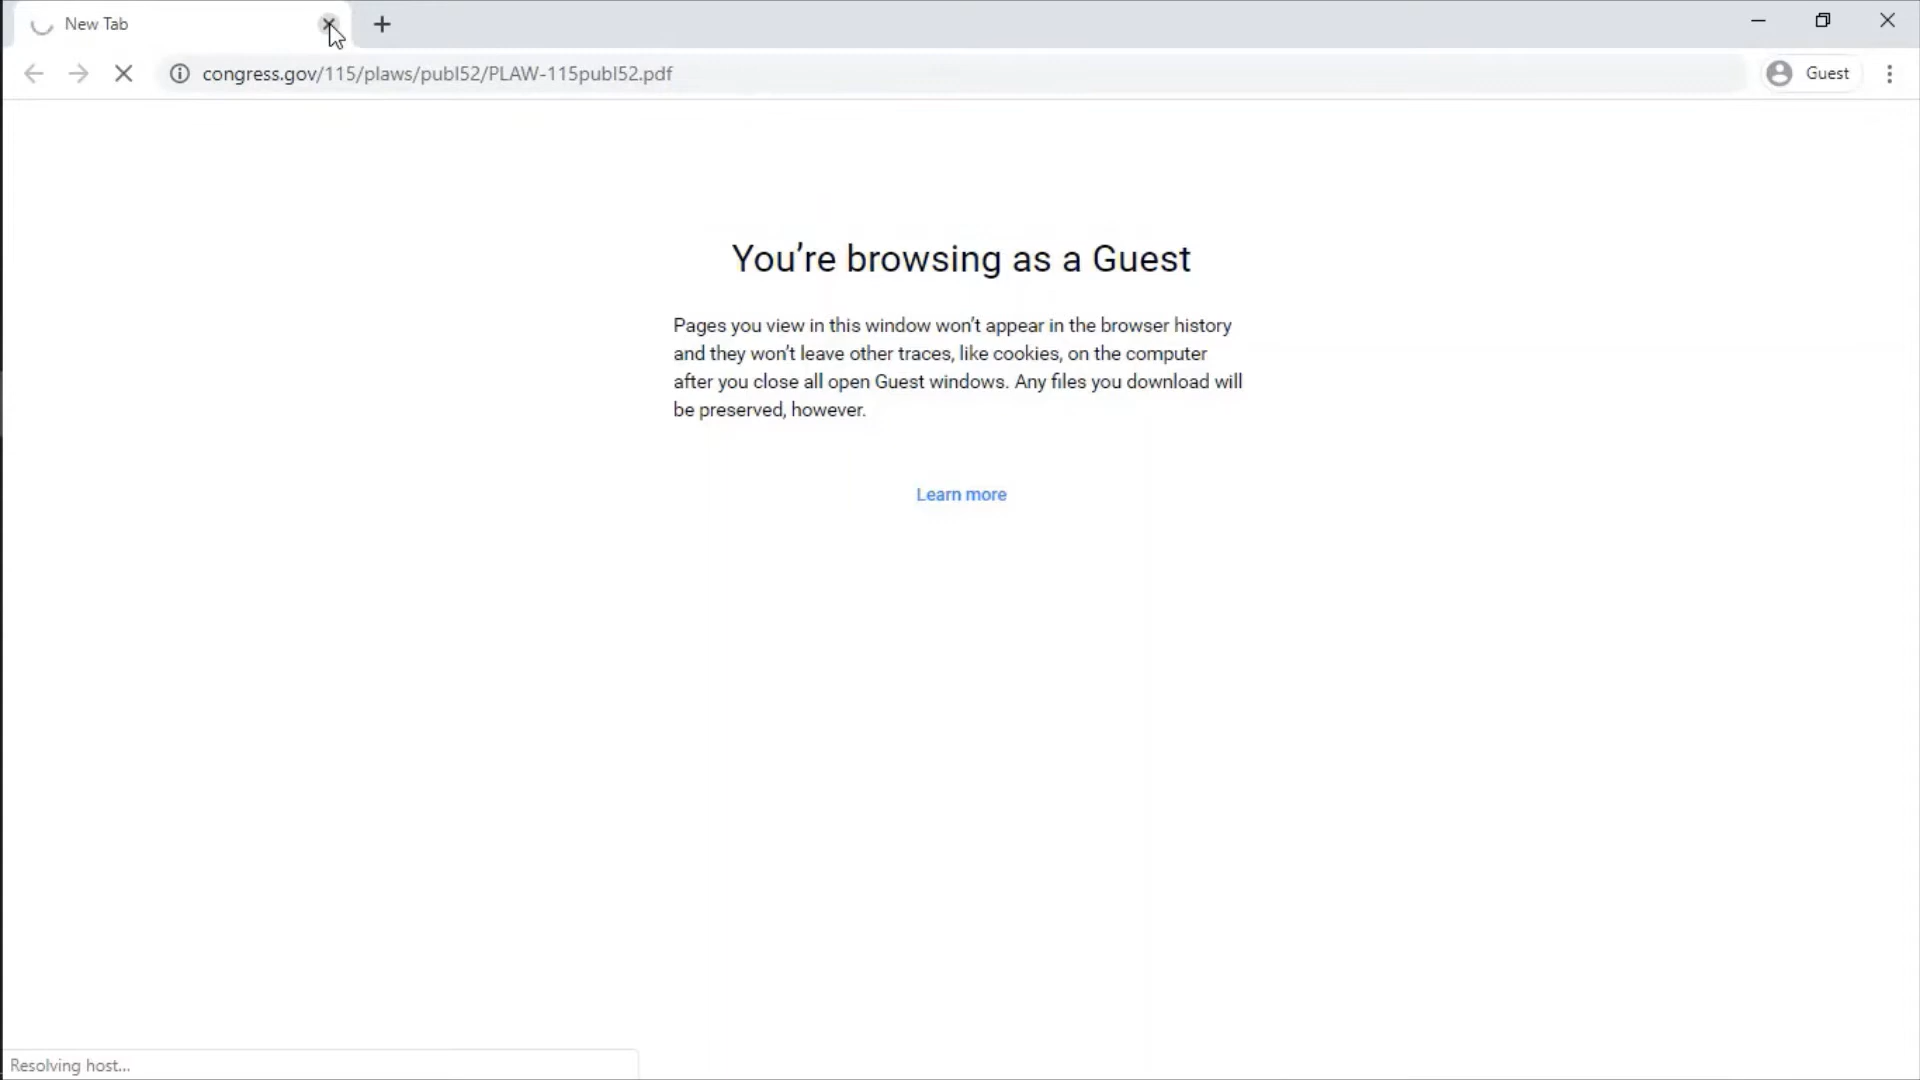 New Tab
congress.gov/115/plaws/publ52/PLAW-115publ52.pdf
Guest
You’re browsing as a Guest
Pages you view in this window won’t appear in the browser history
and they won’t leave other traces, like cookies, on the computer
after you close all open Guest windows. Any files you download will
be preserved, however.
Learn more
Resolving host...